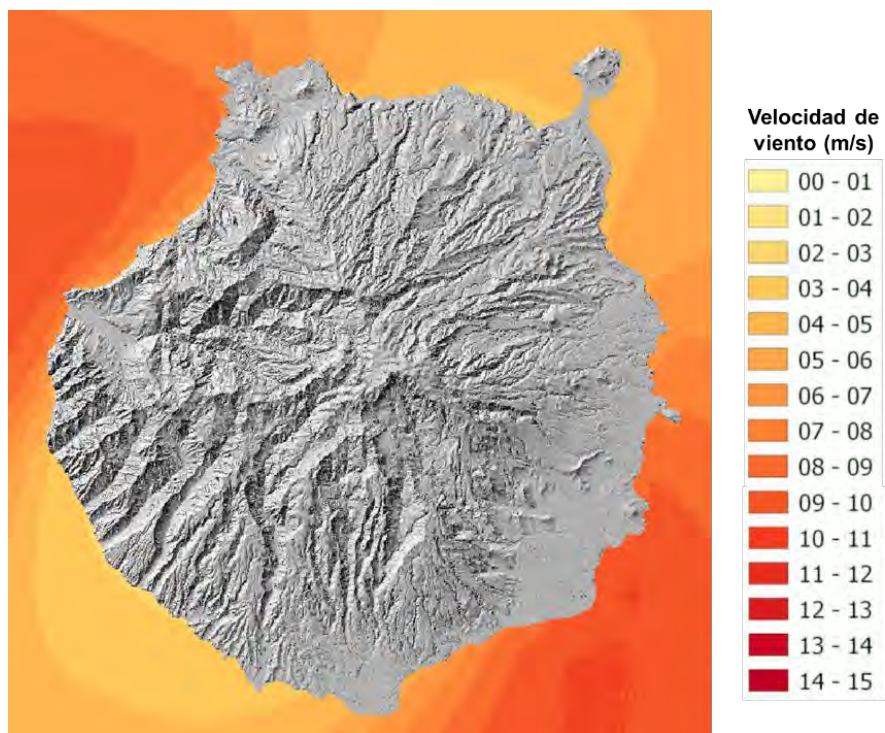 Velocidad de
viento (m/s)
00 - 01
01 - 02
02 - 03
03 - 04
04 - 05
05 - 06
06 - 07
07 - 08
08 - 09
09 - 10
10 - 11
11 - 12
12 - 13
13 - 14
14 - 15